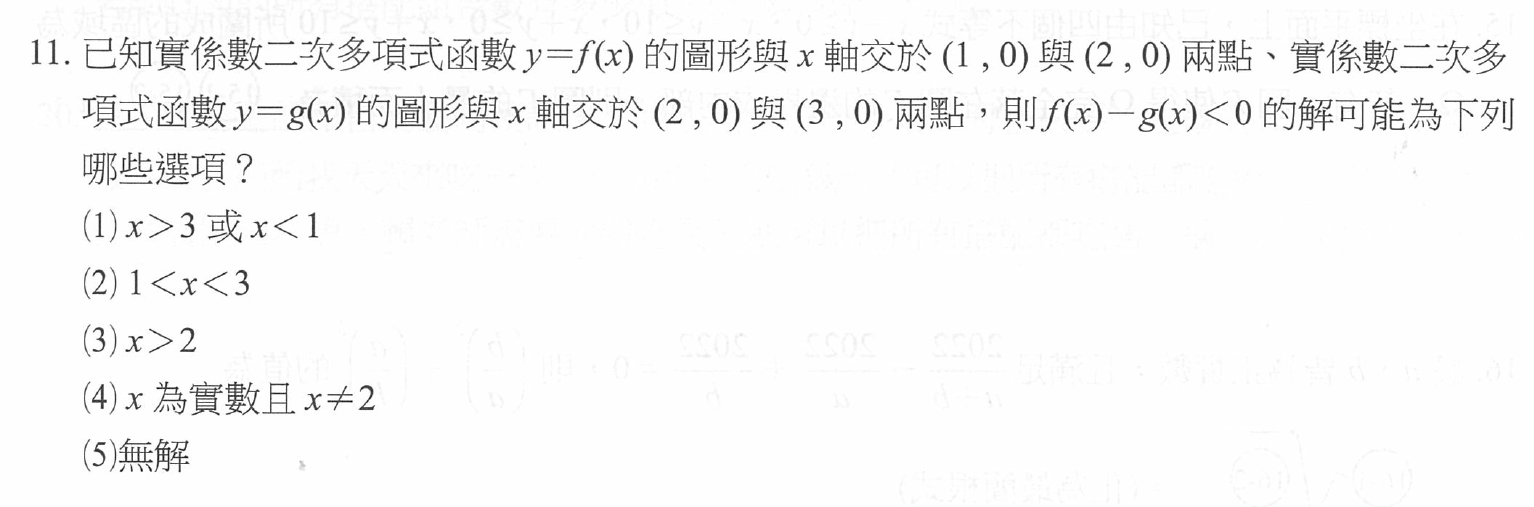 11. 已知實係數二次多項式函數 y=f(x) 的圖形與 x 軸交於 (1 , 0) 與 (2 , 0) 兩點、實係數二次多
項式函數 y=g(x) 的圖形與 x 軸交於 (2 , 0) 與 (3 , 0) 兩點，則 f(x)－g(x)＜0 的解可能為下列
哪些選項？
(1) x＞3 或 x＜1
(2) 1＜x＜3
(3) x＞2
(4) x 為實數且 x≠2
(5)無解